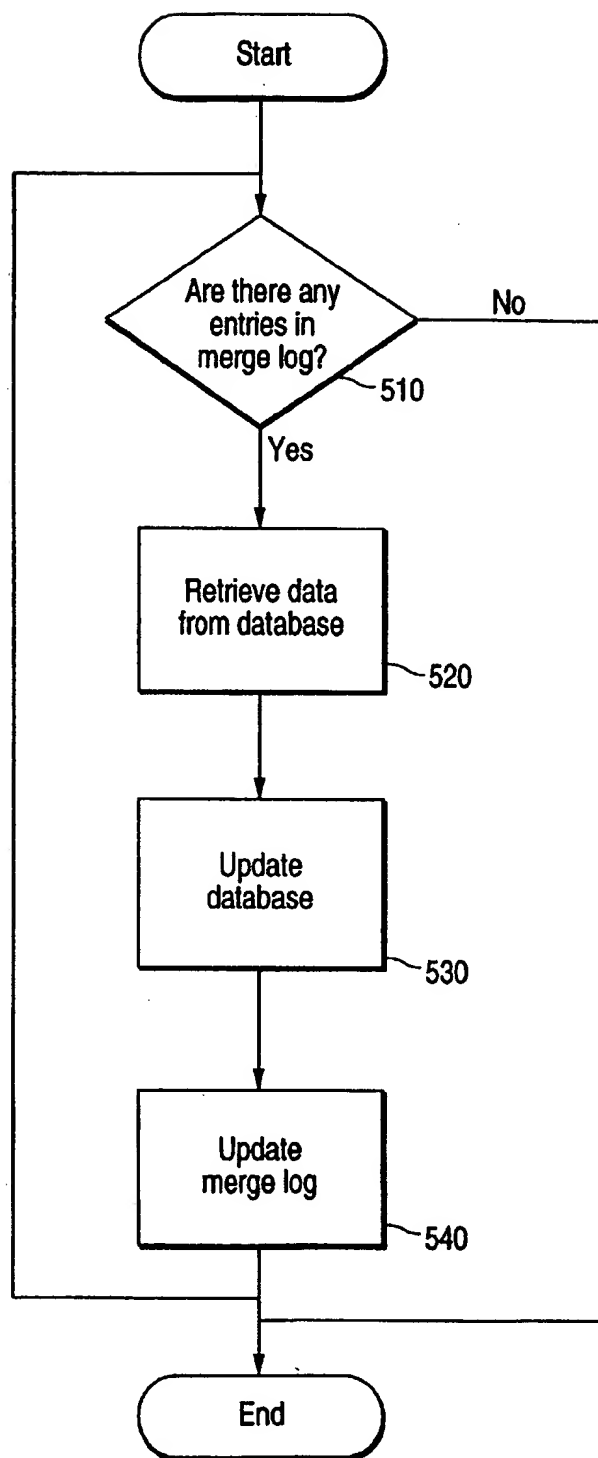 Start
Are there any
entries in
merge log?
No
510
Yes
Retrieve data
from database
520
Update
database
530
Update
merge log
540
End